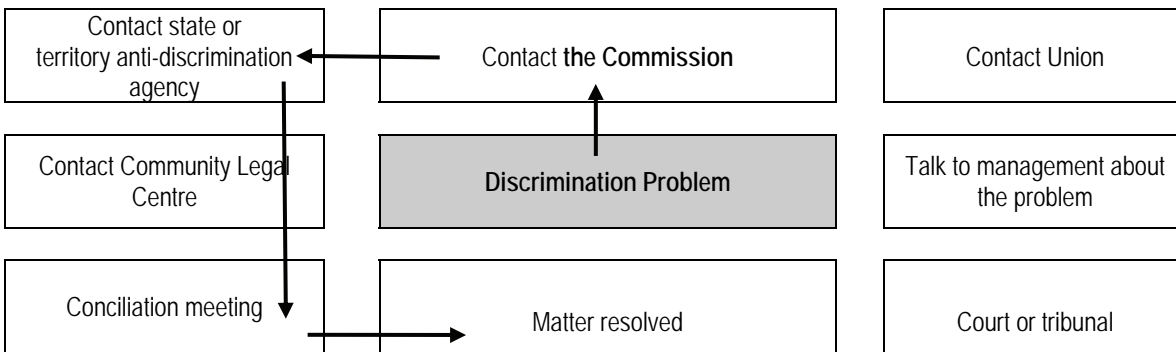 Contact state or
territory anti-discrimination
agency
Contact the Commission
Contact Union
Contact Community Legal
Centre
Discrimination Problem
Talk to management about
the problem
Conciliation meeting
Matter resolved
Court or tribunal